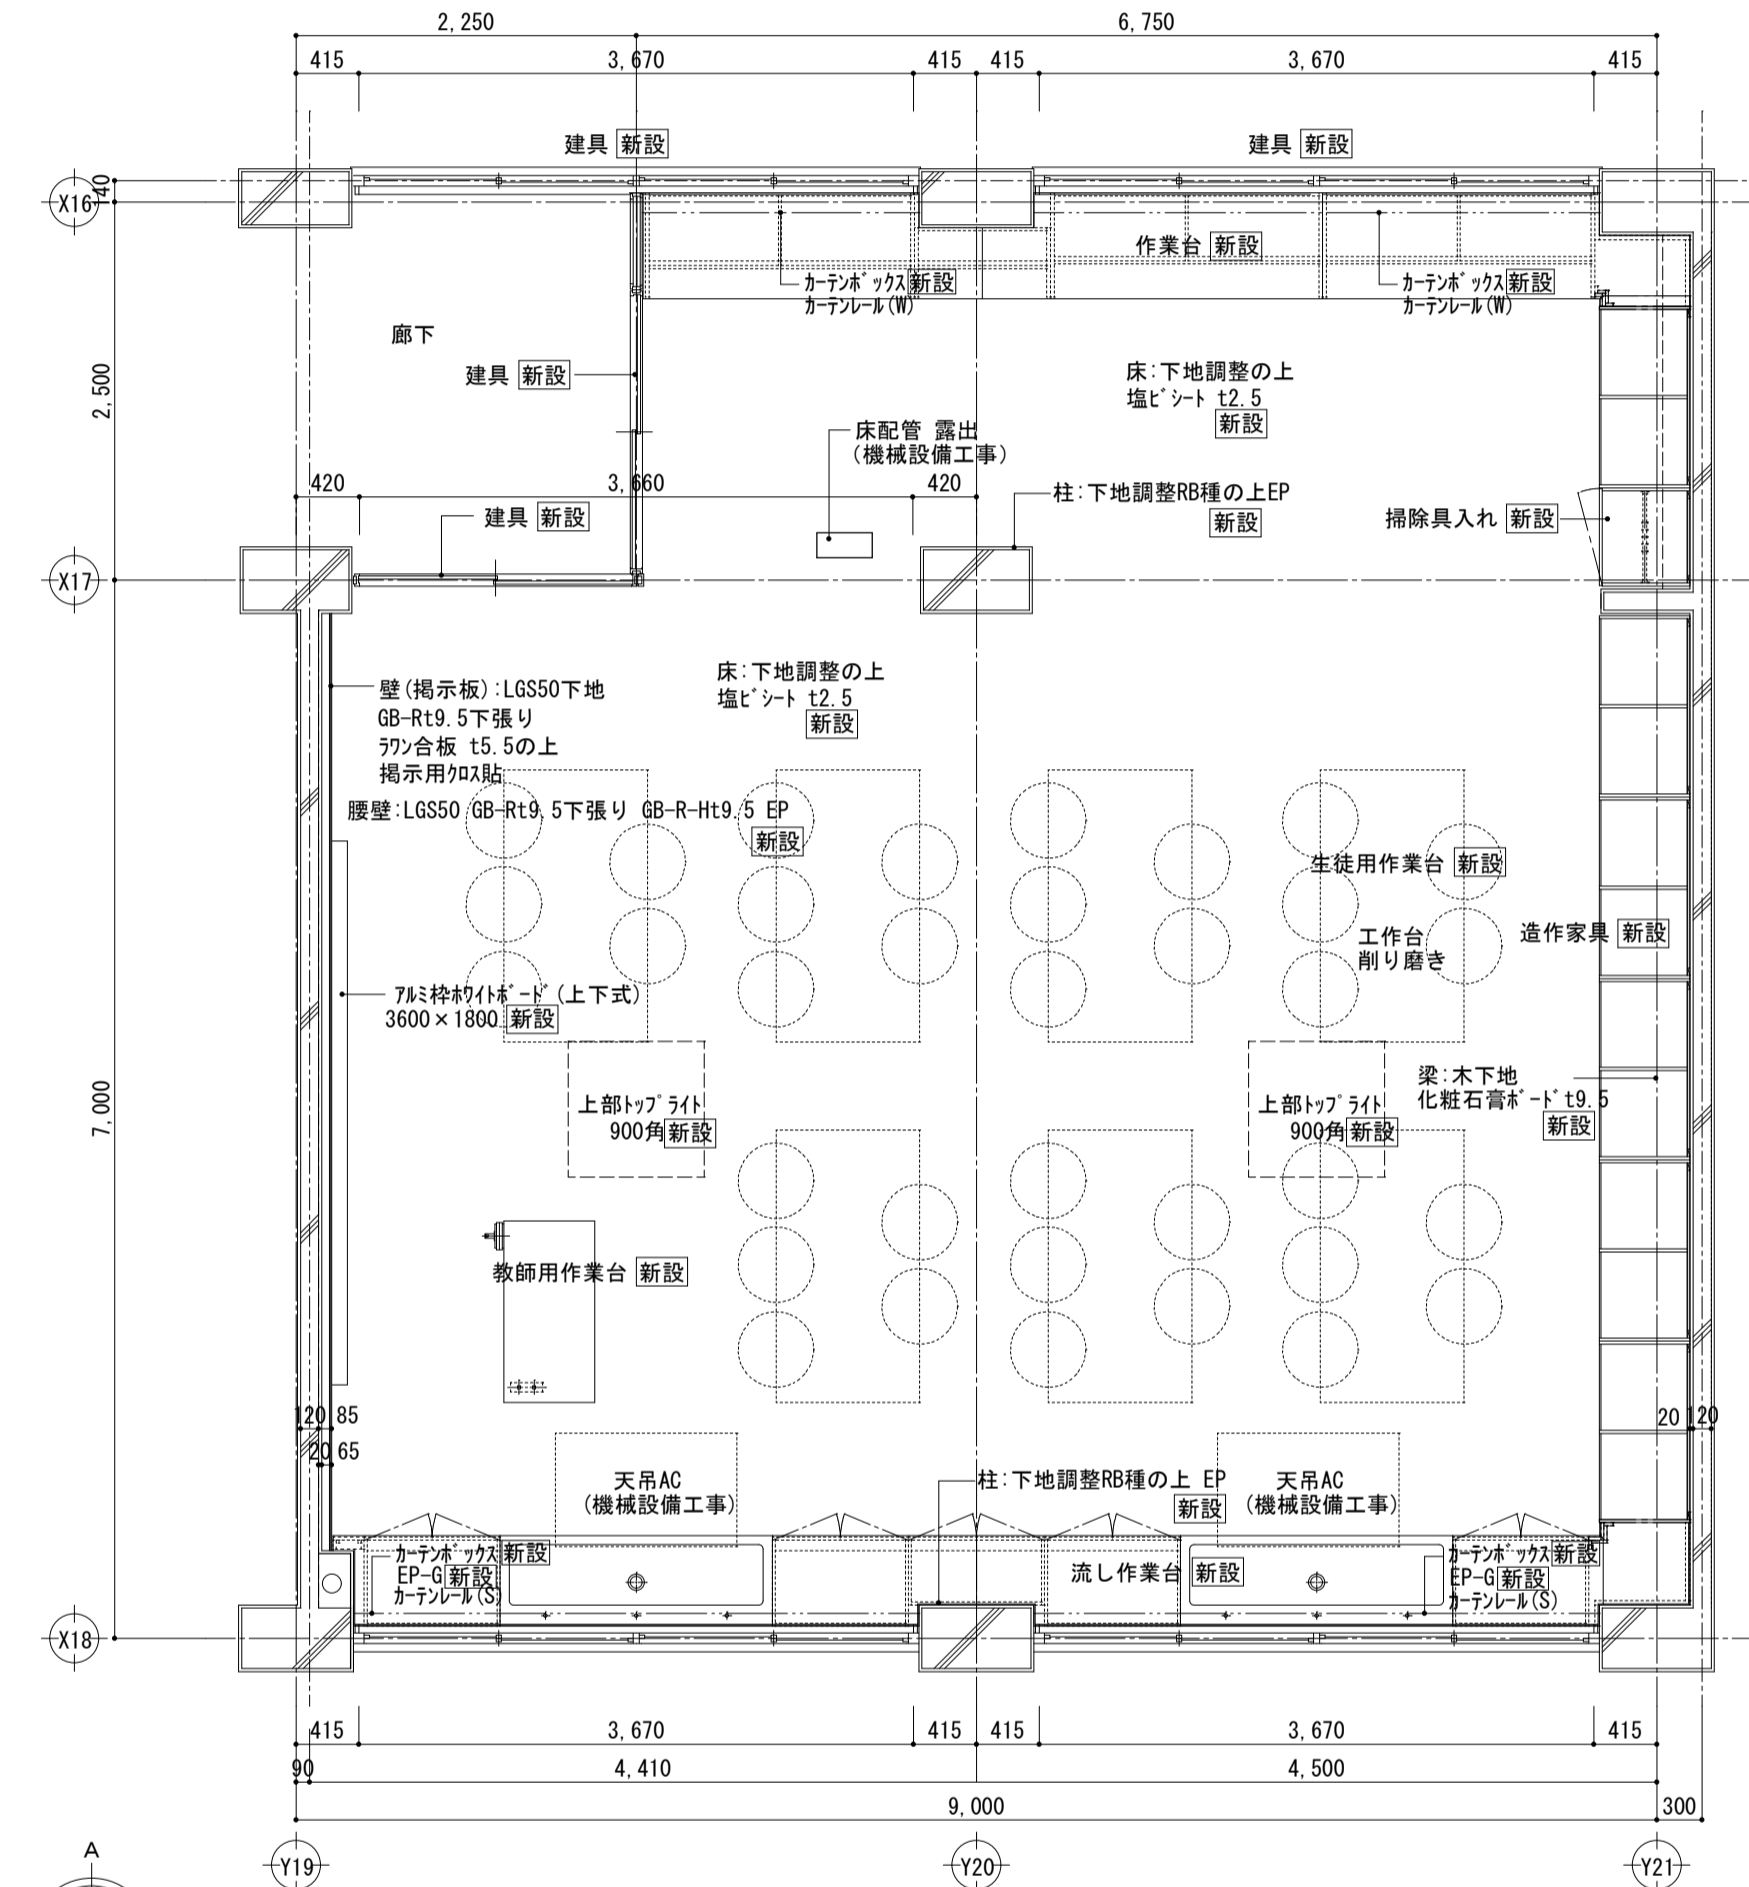 2,250
6,750
415
3,670
415
415
3,670
415
建具 新設
建具 新設
X16
140
作業台 新設
カーテンボックス 新設
カーテンレール(W)
カーテンボックス 新設
カーテンレール(W)
廊下
建具 新設
床:下地調整の上
塩ビシート t2.5
新設
2,500
床配管 露出
(機械設備工事)
420
3,660
420
柱:下地調整RB種の上EP
新設
建具 新設
掃除具入れ 新設
X17
壁(掲示板):LGS50下地
GB-Rt9.5下張り
ラワン合板 t5.5の上
掲示用クロス貼
床:下地調整の上
塩ビシート t2.5
新設
腰壁:LGS50 GB-Rt9.5下張り GB-R-Ht9.5 EP
新設
生徒用作業台 新設
工作台
削り磨き
造作家具 新設
アルミ枠ホワイトボード(上下式)
3600×1800 新設
7,000
上部トップライト
900角 新設
上部トップライト
900角 新設
梁:木下地
化粧石膏ボードt9.5
新設
教師用作業台 新設
120 85
20 65
20 120
天吊AC
(機械設備工事)
柱:下地調整RB種の上 EP
新設
天吊AC
(機械設備工事)
カーテンボックス 新設
EP-G 新設
カーテンレール(S)
流し作業台 新設
カーテンボックス 新設
EP-G 新設
カーテンレール(S)
X18
415
3,670
415
415
3,670
415
90
4,410
4,500
9,000
300
A
Y19
Y20
Y21